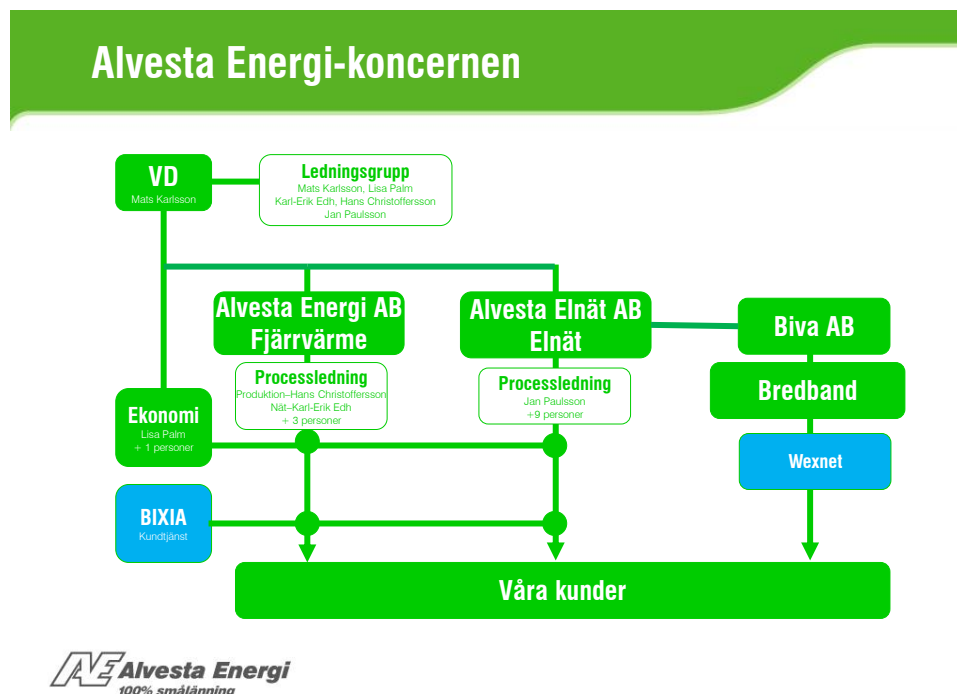 Alvesta Energi-koncernen
VD
Mats Karlsson
Ledningsgrupp
Mats Karlsson, Lisa Palm
Karl-Erik Edh, Hans Christoffersson
Jan Paulsson
Alvesta Energi AB
Fjärrvärme
Alvesta Elnät AB
Elnät
Biva AB
Processledning
Produktion–Hans Christoffersson
Nät–Karl-Erik Edh
+ 3 personer
Processledning
Jan Paulsson
+9 personer
Bredband
Ekonomi
Lisa Palm
+ 1 personer
Wexnet
BIXIA
Kundtjänst
Våra kunder
AE Alvesta Energi
100% smålänning